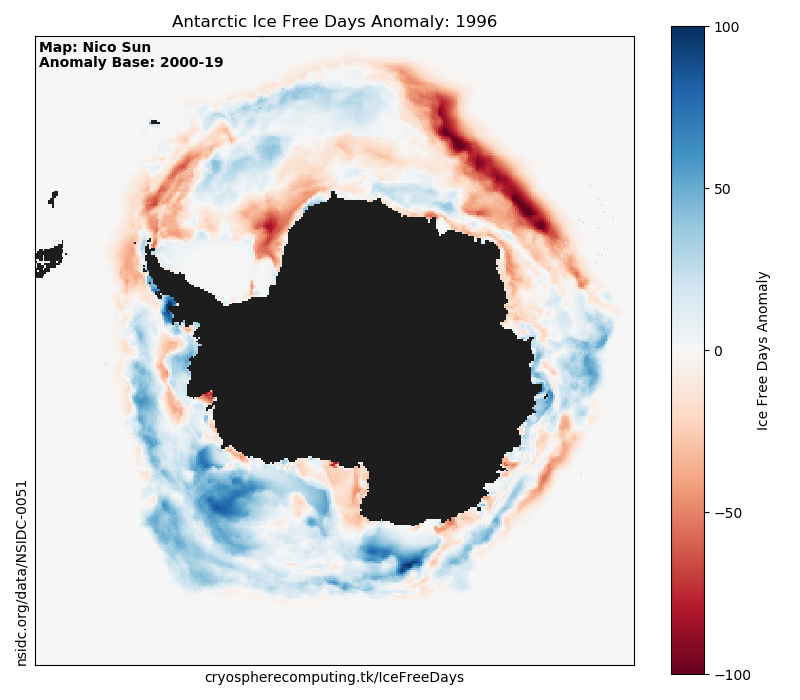 Antarctic Ice Free Days Anomaly: 1996
Map: Nico Sun
Anomaly Base: 2000-19
nsidc.org/data/NSIDC-0051
cryospherecomputing.tk/IceFreeDays
100
50
0
−50
−100
Ice Free Days Anomaly